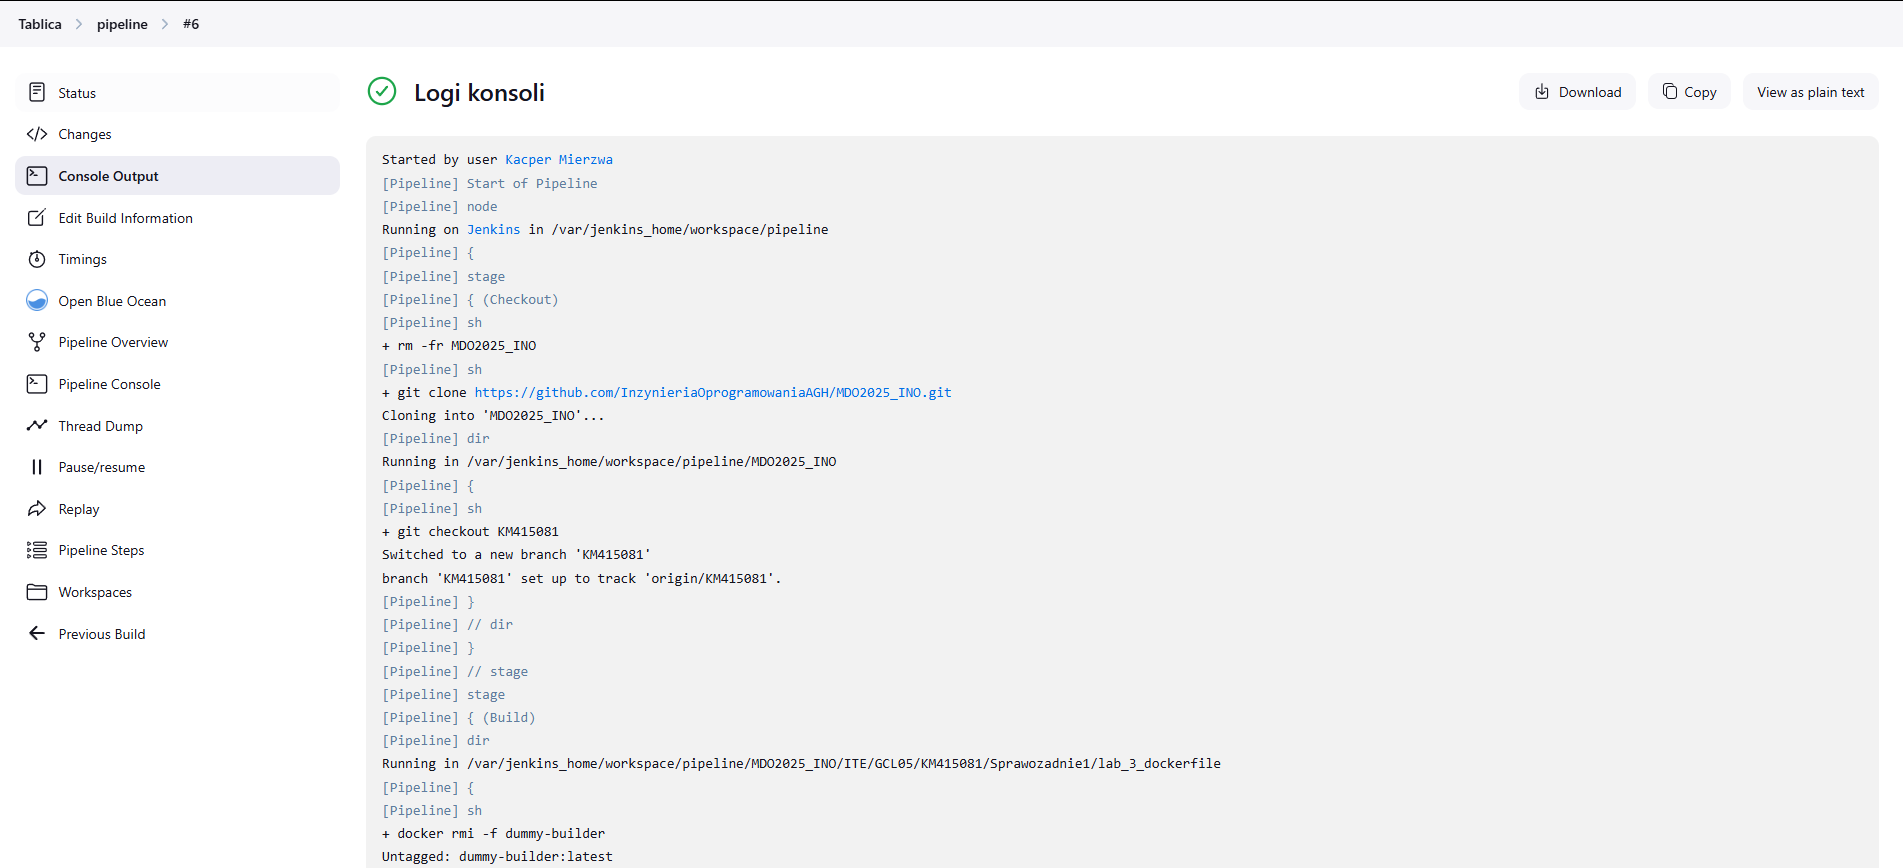 Tablica > pipeline > #6
Status
Changes
Console Output
Edit Build Information
Timings
Open Blue Ocean
Pipeline Overview
Pipeline Console
Thread Dump
Pause/resume
Replay
Pipeline Steps
Workspaces
Previous Build
Logi konsoli
Download
Copy
View as plain text
Started by user Kacper Mierzwa
[Pipeline] Start of Pipeline
[Pipeline] node
Running on Jenkins in /var/jenkins_home/workspace/pipeline
[Pipeline] {
[Pipeline] stage
[Pipeline] { (Checkout)
[Pipeline] sh
+ rm -fr MDO2025_INO
[Pipeline] sh
+ git clone https://github.com/InzynieriaOprogramowaniaAGH/MDO2025_INO.git
Cloning into 'MDO2025_INO'...
[Pipeline] dir
Running in /var/jenkins_home/workspace/pipeline/MDO2025_INO
[Pipeline] {
[Pipeline] sh
+ git checkout KM415081
Switched to a new branch 'KM415081'
branch 'KM415081' set up to track 'origin/KM415081'.
[Pipeline] }
[Pipeline] // dir
[Pipeline] }
[Pipeline] // stage
[Pipeline] stage
[Pipeline] { (Build)
[Pipeline] dir
Running in /var/jenkins_home/workspace/pipeline/MDO2025_INO/ITE/GCL05/KM415081/Sprawozadnie1/lab_3_dockerfile
[Pipeline] {
[Pipeline] sh
+ docker rmi -f dummy-builder
Untagged: dummy-builder:latest